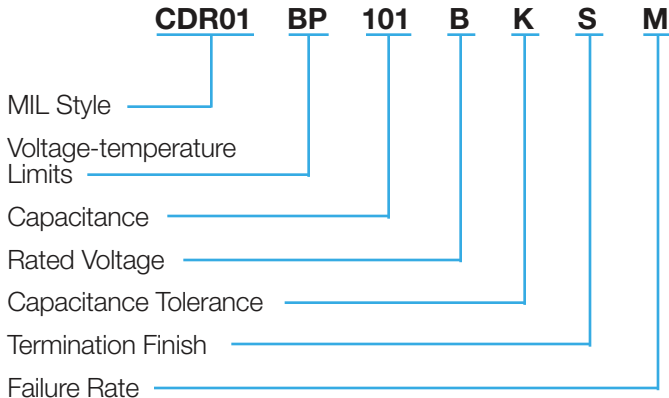 CDR01 BP 101 B K S M
MIL Style
Voltage-temperature
Limits
Capacitance
Rated Voltage
Capacitance Tolerance
Termination Finish
Failure Rate